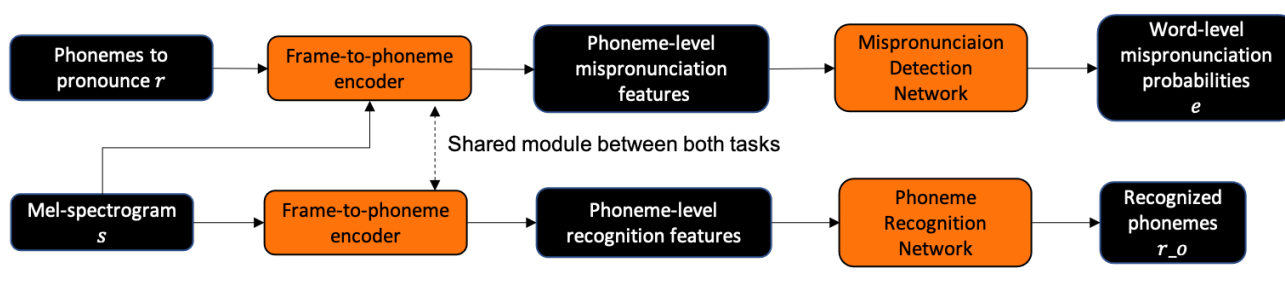 Phonemes to
pronounce r
Frame-to-phoneme
encoder
Phoneme-level
mispronunciation
features
Mispronunciaion
Detection
Network
Word-level
mispronunciation
probabilities
e
Shared module between both tasks
Mel-spectrogram
s
Frame-to-phoneme
encoder
Phoneme-level
recognition features
Phoneme
Recognition
Network
Recognized
phonemes
r_o